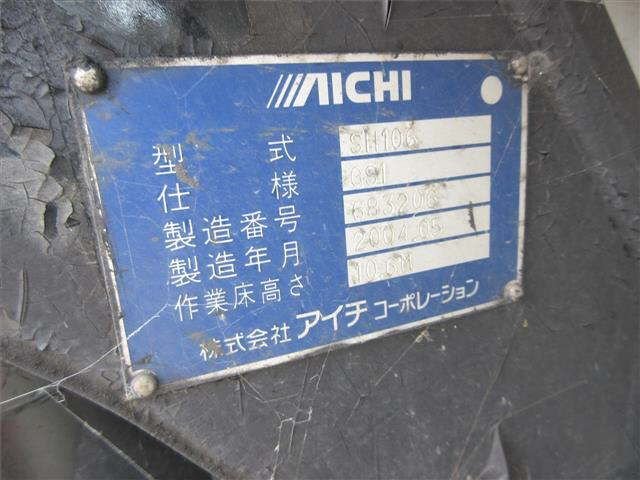 AICHI
型式 SH106
仕様 GS1
製造番号 683296
製造年月 2004.05
作業床高さ 10.6M
株式会社 アイチ コーポレーション